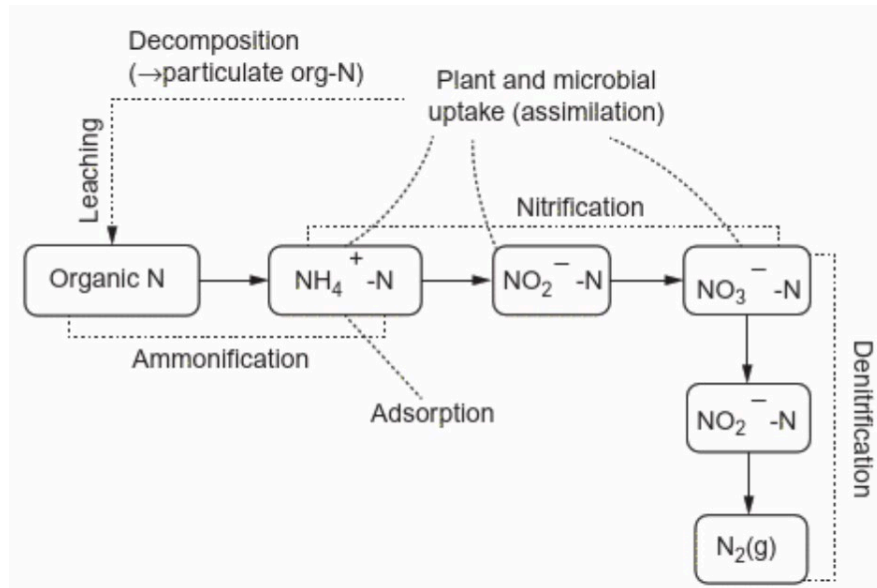 Decomposition
(→particulate org-N)
Plant and microbial
uptake (assimilation)
Leaching
Nitrification
Organic N
NH₄⁺-N
NO₂⁻-N
NO₃⁻-N
Ammonification
Adsorption
Denitrification
NO₂⁻-N
N₂(g)